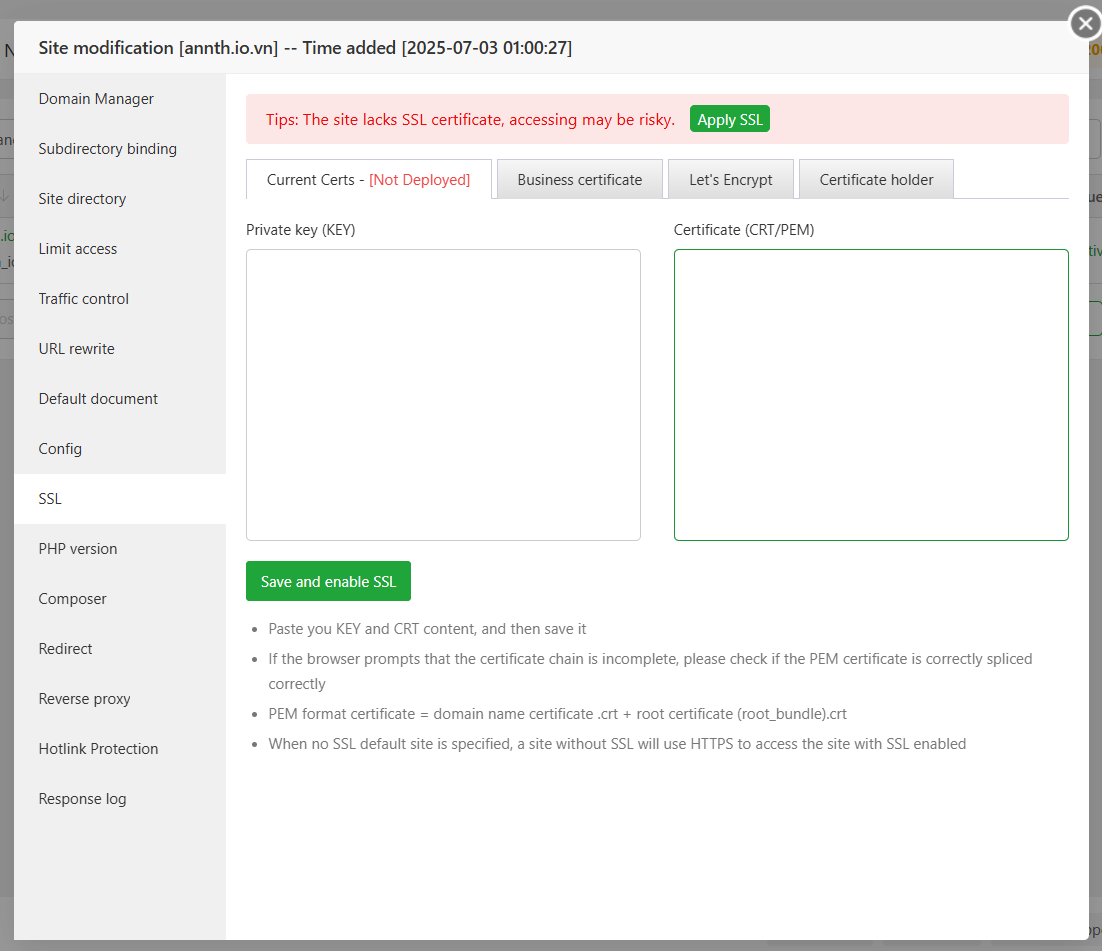 Site modification [annth.io.vn] -- Time added [2025-07-03 01:00:27]
Domain Manager
Subdirectory binding
Site directory
Limit access
Traffic control
URL rewrite
Default document
Config
SSL
PHP version
Composer
Redirect
Reverse proxy
Hotlink Protection
Response log
Tips: The site lacks SSL certificate, accessing may be risky. Apply SSL
Current Certs - [Not Deployed] Business certificate Let's Encrypt Certificate holder
Private key (KEY) Certificate (CRT/PEM)
Save and enable SSL
Paste you KEY and CRT content, and then save it
If the browser prompts that the certificate chain is incomplete, please check if the PEM certificate is correctly spliced
correctly
PEM format certificate = domain name certificate .crt + root certificate (root_bundle).crt
When no SSL default site is specified, a site without SSL will use HTTPS to access the site with SSL enabled